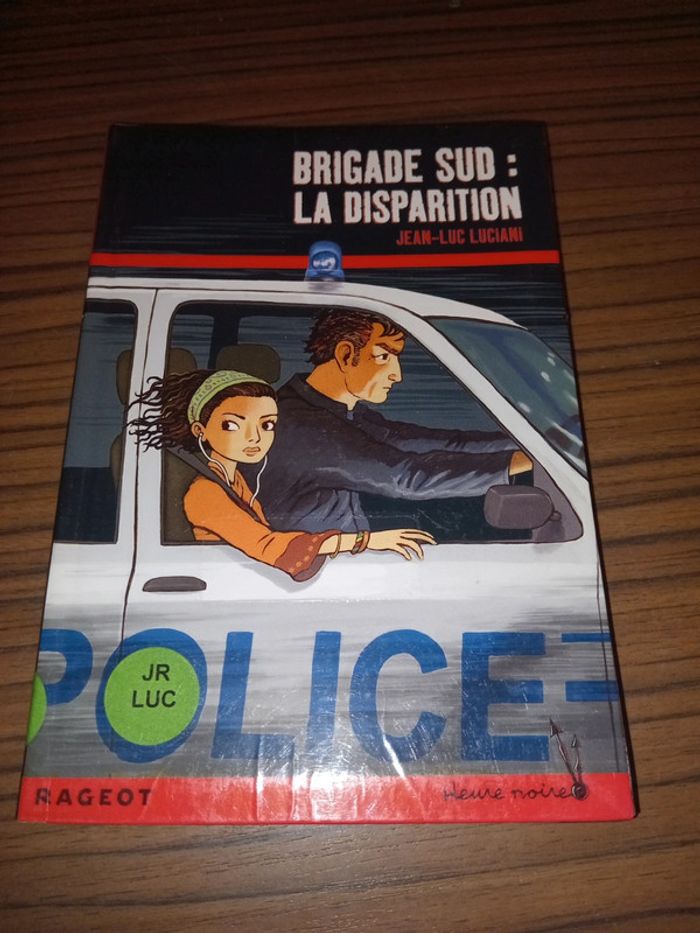 BRIGADE SUD :
LA DISPARITION
JEAN-LUC LUCIANI
POLICE
JR
LUC
RAGEOT
Heure noire